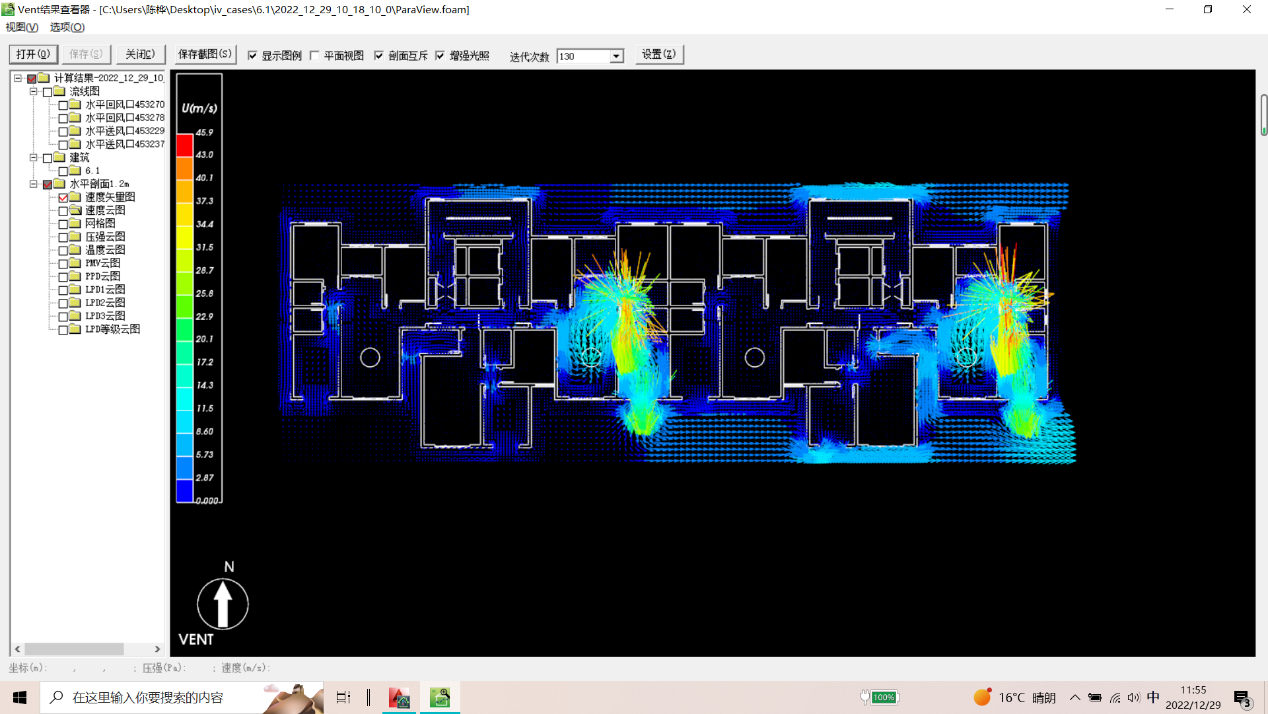 Vent结果查看器 - [C:\Users\陈桦\Desktop\iv_cases\6.1\2022_12_29_10_18_10_0\ParaView.foam]
视图(V) 选项(O)
打开(O) 保存(S) 关闭(C) 保存截图(S) 显示图例 平面视图 剖面互斥 增强光照 迭代次数 130 设置(Z)
计算结果-2022_12_29_10_
流线图
水平回风口453270
水平回风口453278
水平送风口453229
水平送风口453237
建筑
6.1
水平剖面1.2m
速度矢量图
速度云图
网格图
压强云图
温度云图
PMV云图
PPD云图
LPD1云图
LPD2云图
LPD3云图
LPD等级云图
U(m/s)
45.9
43.0
40.1
37.3
34.4
31.5
28.7
25.8
22.9
20.1
17.2
14.3
11.5
8.60
5.73
2.87
0.000
N
VENT
坐标(m): , , ; 压强(Pa): ; 速度(m/s):
在这里输入你要搜索的内容
100%
16°C 晴朗
中
11:55
2022/12/29
3